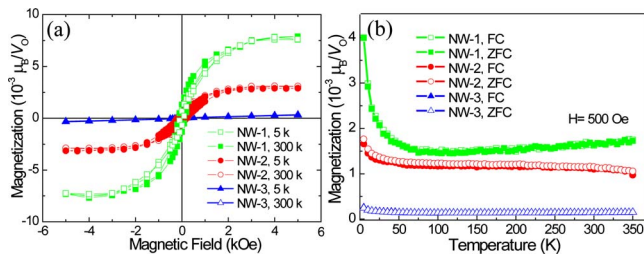 (a)
Magnetization (10⁻³ μB/VO)
10
5
0
-5
-10
NW-1, 5 k
NW-1, 300 k
NW-2, 5 k
NW-2, 300 k
NW-3, 5 k
NW-3, 300 k
-6 -4 -2 0 2 4 6
Magnetic Field (kOe)
(b)
Magnetization (10⁻³ μB/VO)
4
3
2
1
0
NW-1, FC
NW-1, ZFC
NW-2, FC
NW-2, ZFC
NW-3, FC
NW-3, ZFC
H= 500 Oe
0 50 100 150 200 250 300 350
Temperature (K)